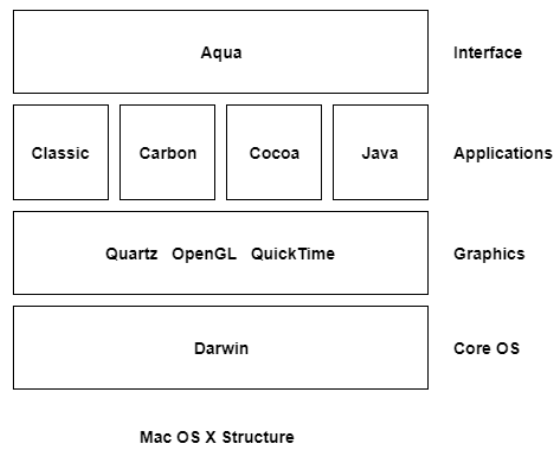 Aqua Interface
Classic Carbon Cocoa Java Applications
Quartz OpenGL QuickTime Graphics
Darwin Core OS
Mac OS X Structure